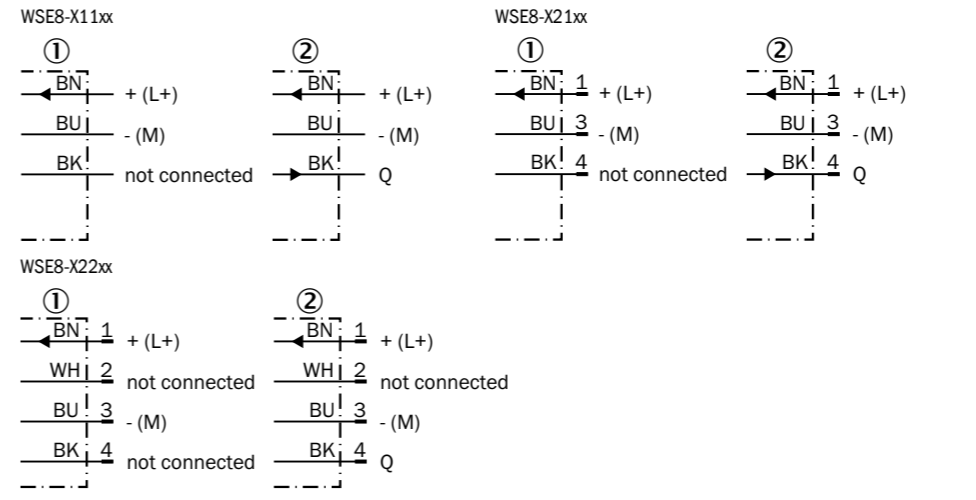 WSE8-X11xx
① ②
BN + (L+) BN + (L+)
BU - (M) BU - (M)
BK not connected BK Q
WSE8-X21xx
① ②
BN 1 + (L+) BN 1 + (L+)
BU 3 - (M) BU 3 - (M)
BK 4 not connected BK 4 Q
WSE8-X22xx
① ②
BN 1 + (L+) BN 1 + (L+)
WH 2 not connected WH 2 not connected
BU 3 - (M) BU 3 - (M)
BK 4 not connected BK 4 Q